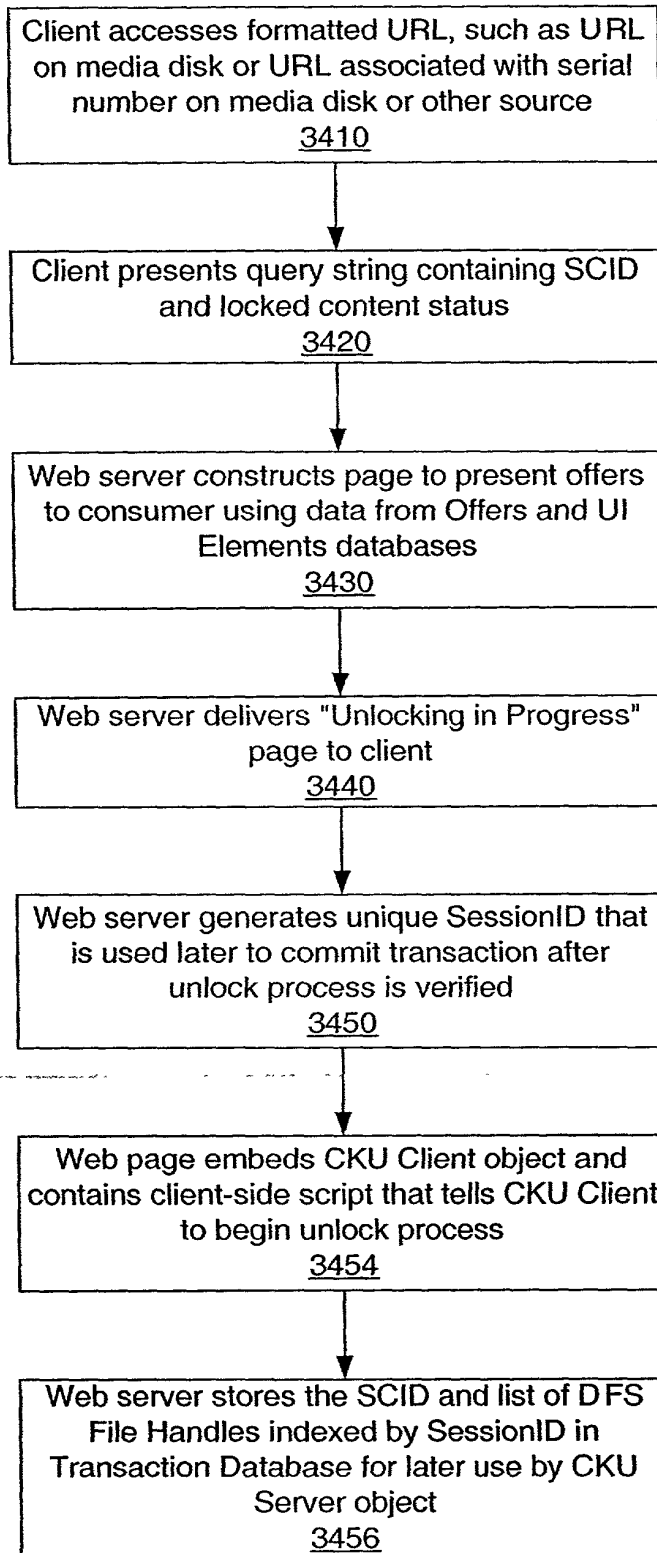 Client accesses formatted URL, such as URL
on media disk or URL associated with serial
number on media disk or other source
3410
Client presents query string containing SCID
and locked content status
3420
Web server constructs page to present offers
to consumer using data from Offers and UI
Elements databases
3430
Web server delivers "Unlocking in Progress"
page to client
3440
Web server generates unique SessionID that
is used later to commit transaction after
unlock process is verified
3450
Web page embeds CKU Client object and
contains client-side script that tells CKU Client
to begin unlock process
3454
Web server stores the SCID and list of DFS
File Handles indexed by SessionID in
Transaction Database for later use by CKU
Server object
3456